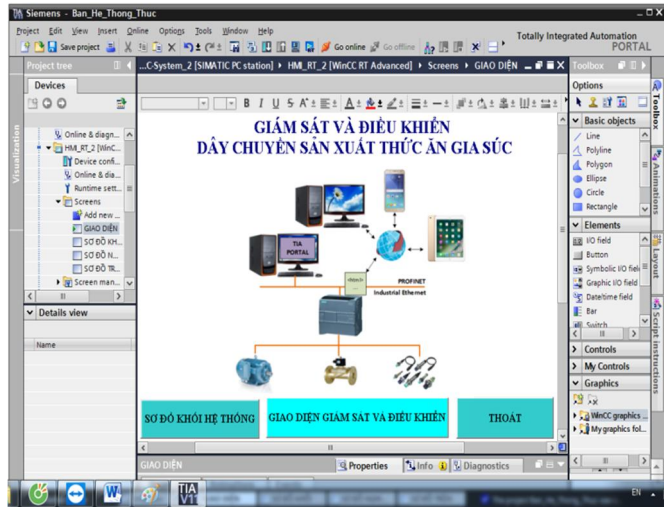 Siemens - Ban_He_Thong_Thuc
Project Edit View Insert Online Options Tools Window Help
Totally Integrated Automation
PORTAL
Save project
Go online
Go offline
Project tree
...C-System_2 [SIMATIC PC station] ▸ HMI_RT_2 [WinCC RT Advanced] ▸ Screens ▸ GIAO DIỆN
Toolbox
Devices
Options
B I U S
Visualization
Online & diagn...
HMI_RT_2 [WinC...
Device confi...
Online & dia...
Runtime sett...
Screens
Add new ...
GIAO DIỆN
SƠ ĐỒ KH...
SƠ ĐỒ N...
SƠ ĐỒ TR...
Screen man...
Details view
Name
GIÁM SÁT VÀ ĐIỀU KHIỂN
DÂY CHUYỀN SẢN XUẤT THỨC ĂN GIA SÚC
TIA
PORTAL
PROFINET
Industrial Ethernet
SƠ ĐỒ KHỐI HỆ THỐNG
GIAO DIỆN GIÁM SÁT VÀ ĐIỀU KHIỂN
THOÁT
Basic objects
Line
Polyline
Polygon
Ellipse
Circle
Rectangle
Elements
I/O field
Button
Symbolic I/O fiel
Graphic I/O field
Date/time field
Bar
Switch
Controls
My Controls
Graphics
WinCC graphics ...
My graphics fol...
Toolbox
Animations
Layout
Script instructions
GIAO DIỆN
Properties
Info
Diagnostics
TIA
V11
EN